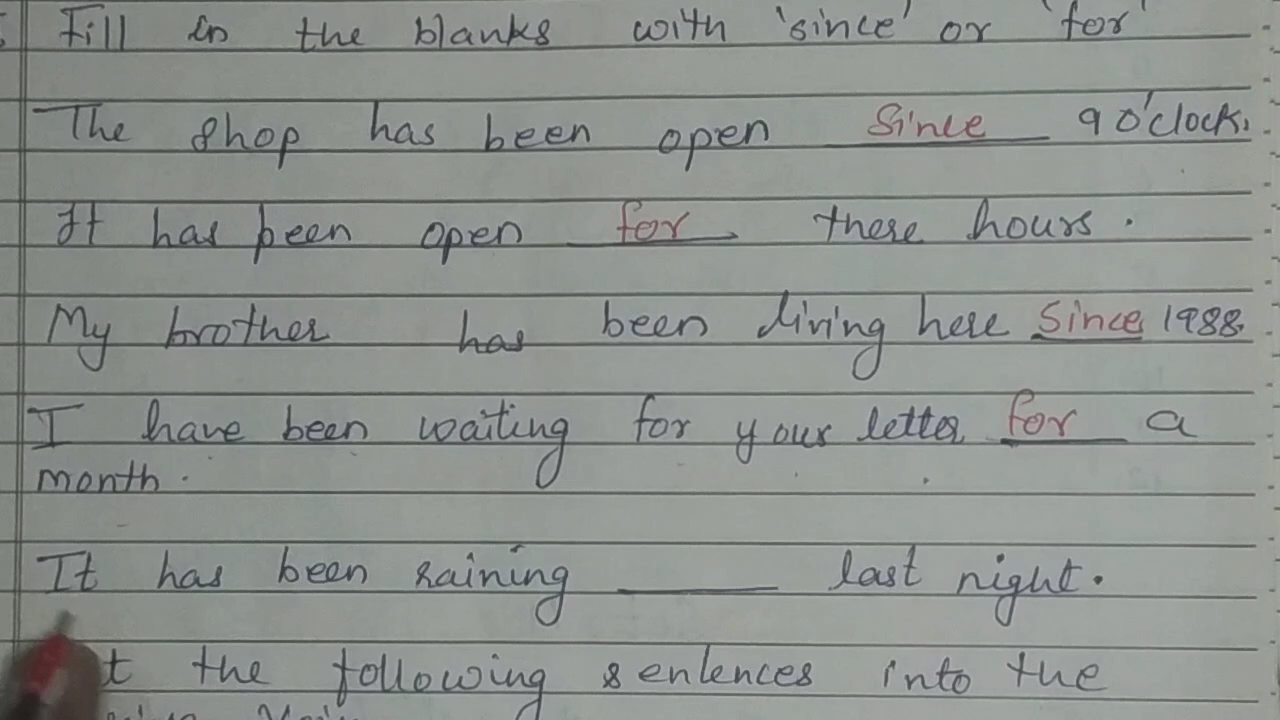 Fill in the blanks with 'since' or 'for'
The shop has been open Since 9 O'clock.
It has been open for these hours.
My brother has been living here Since 1988
I have been waiting for your letter for a
month.
It has been raining ____ last night.
the following sentences into the